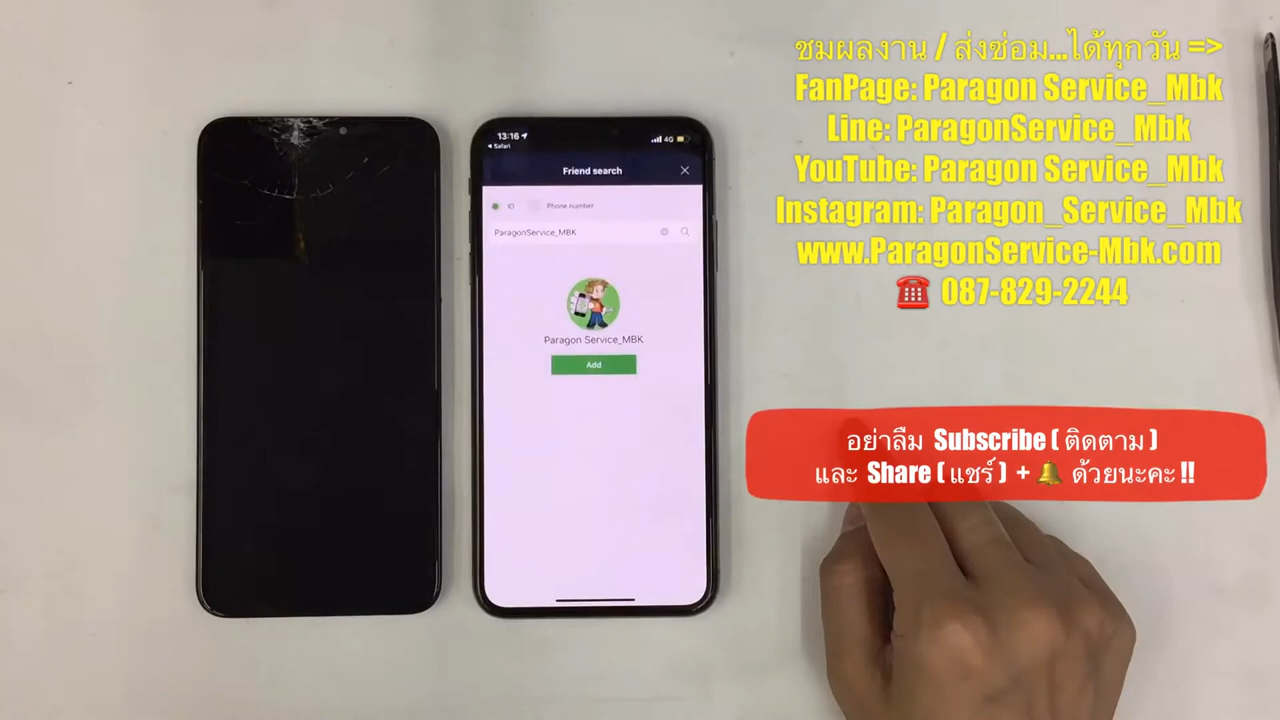 ชมผลงาน / ส่งซ่อม...ได้ทุกวัน =>
FanPage: Paragon Service_Mbk
Line: ParagonService_Mbk
YouTube: Paragon Service_Mbk
Instagram: Paragon_Service_Mbk
www.ParagonService-Mbk.com
☎ 087-829-2244
13:16
4G
Safari
Friend search
ID Phone number
ParagonService_MBK
Paragon Service_MBK
Add
อย่าลืม Subscribe ( ติดตาม )
และ Share ( แชร์ ) + 🔔 ด้วยนะคะ !!